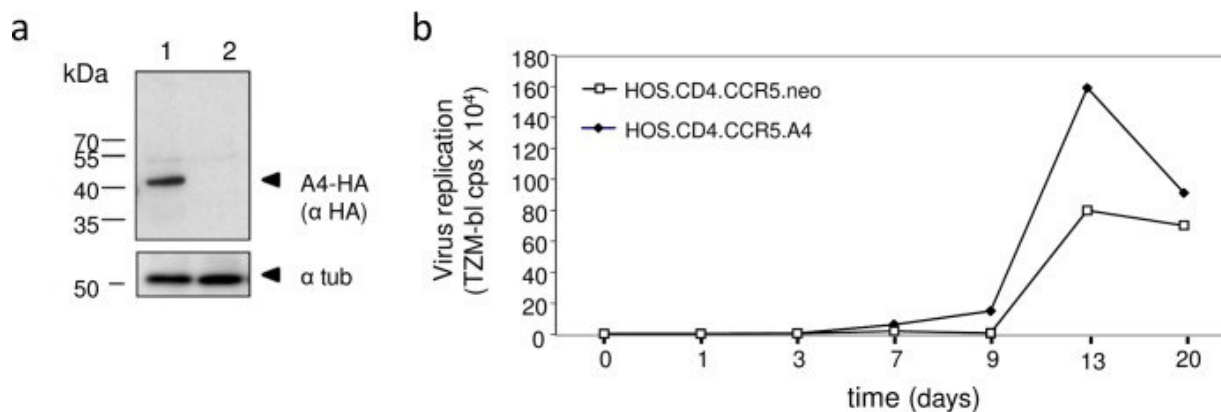 a
1 2
kDa
70
55
40
35
A4-HA
(α HA)
50
α tub
b
Virus replication
(TZM-bl cps x 10⁴)
180
160
140
120
100
80
60
40
20
0
HOS.CD4.CCR5.neo
HOS.CD4.CCR5.A4
0 1 3 7 9 13 20
time (days)